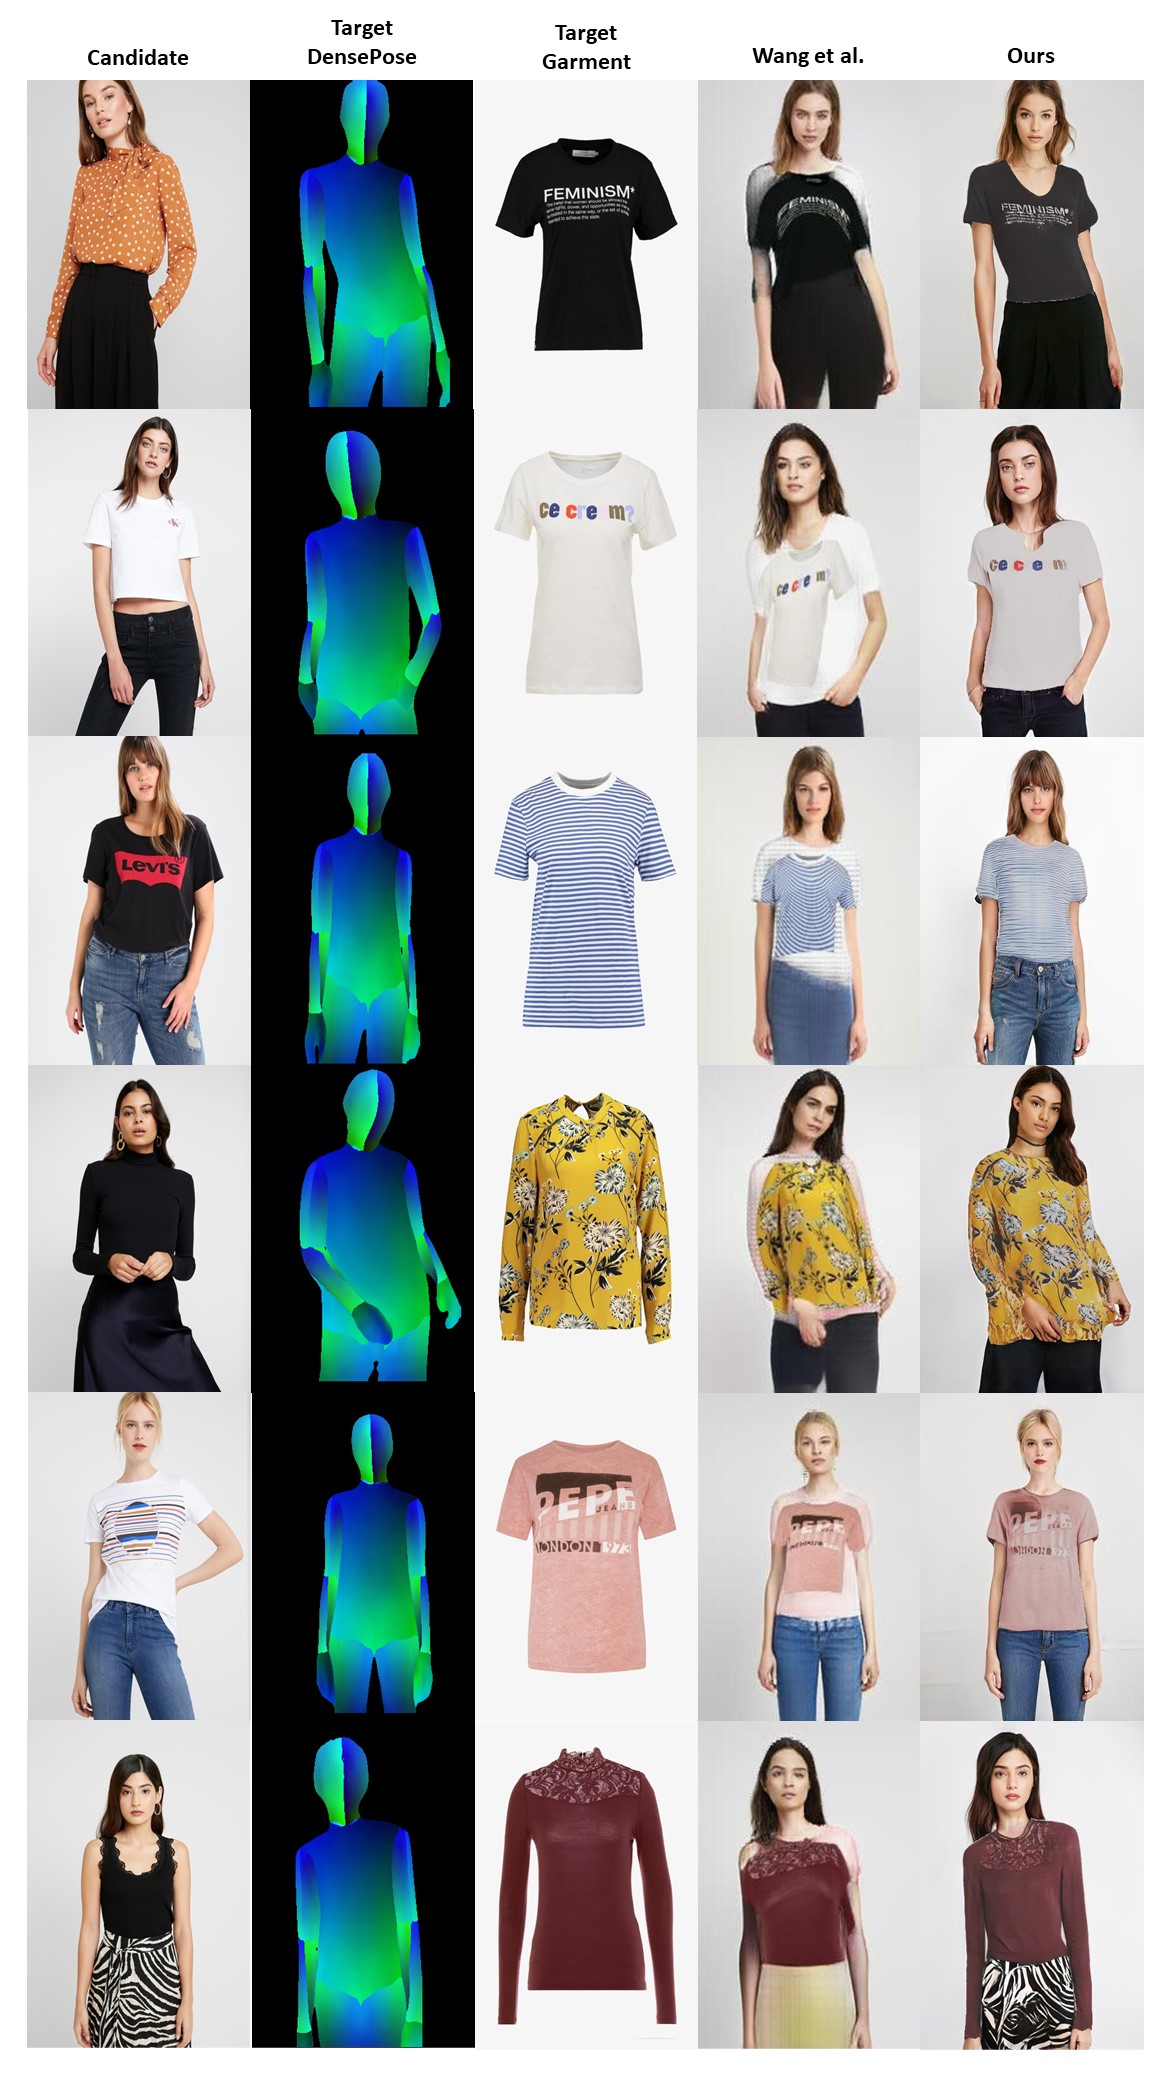 Candidate
Target
DensePose
Target
Garment
Wang et al.
Ours
FEMINISM*
FEMINISM
FEMINISM*
ce cre m?
ce cre m?
ce c e m
Levi's
PEPE
JEANS
LONDON 1973
PEPE
PEPE
LONDON 1973